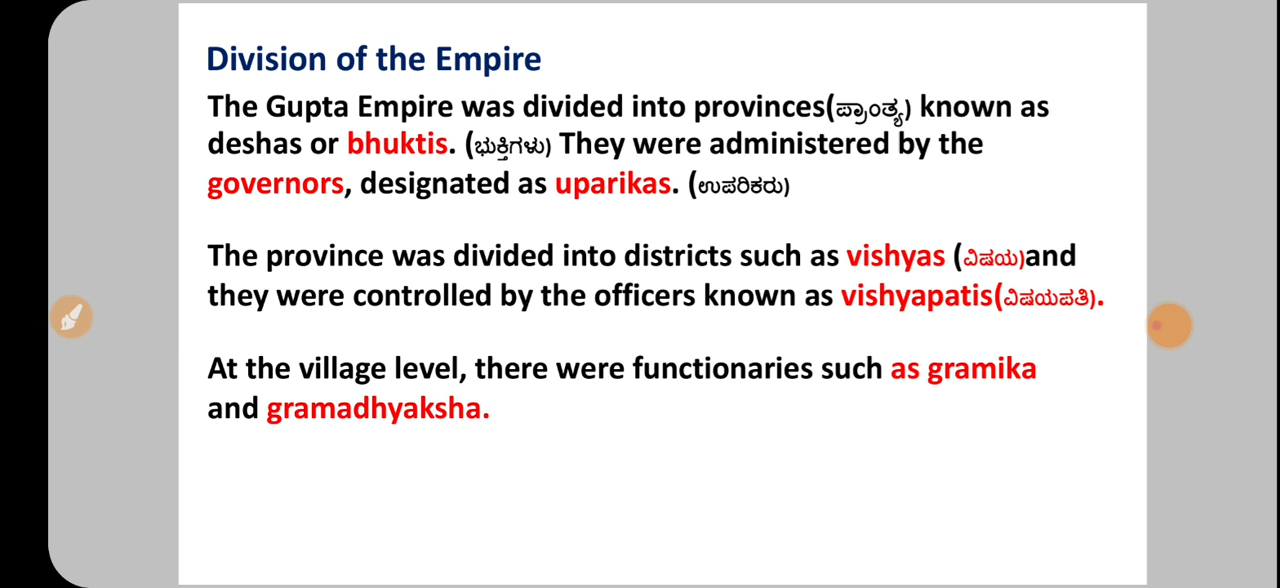 Division of the Empire
The Gupta Empire was divided into provinces(ಪ್ರಾಂತ್ಯ) known as
deshas or bhuktis. (ಭುಕ್ತಿಗಳು) They were administered by the
governors, designated as uparikas. (ಉಪರಿಕರು)
The province was divided into districts such as vishyas (ವಿಷಯ)and
they were controlled by the officers known as vishyapatis(ವಿಷಯಪತಿ).
At the village level, there were functionaries such as gramika
and gramadhyaksha.